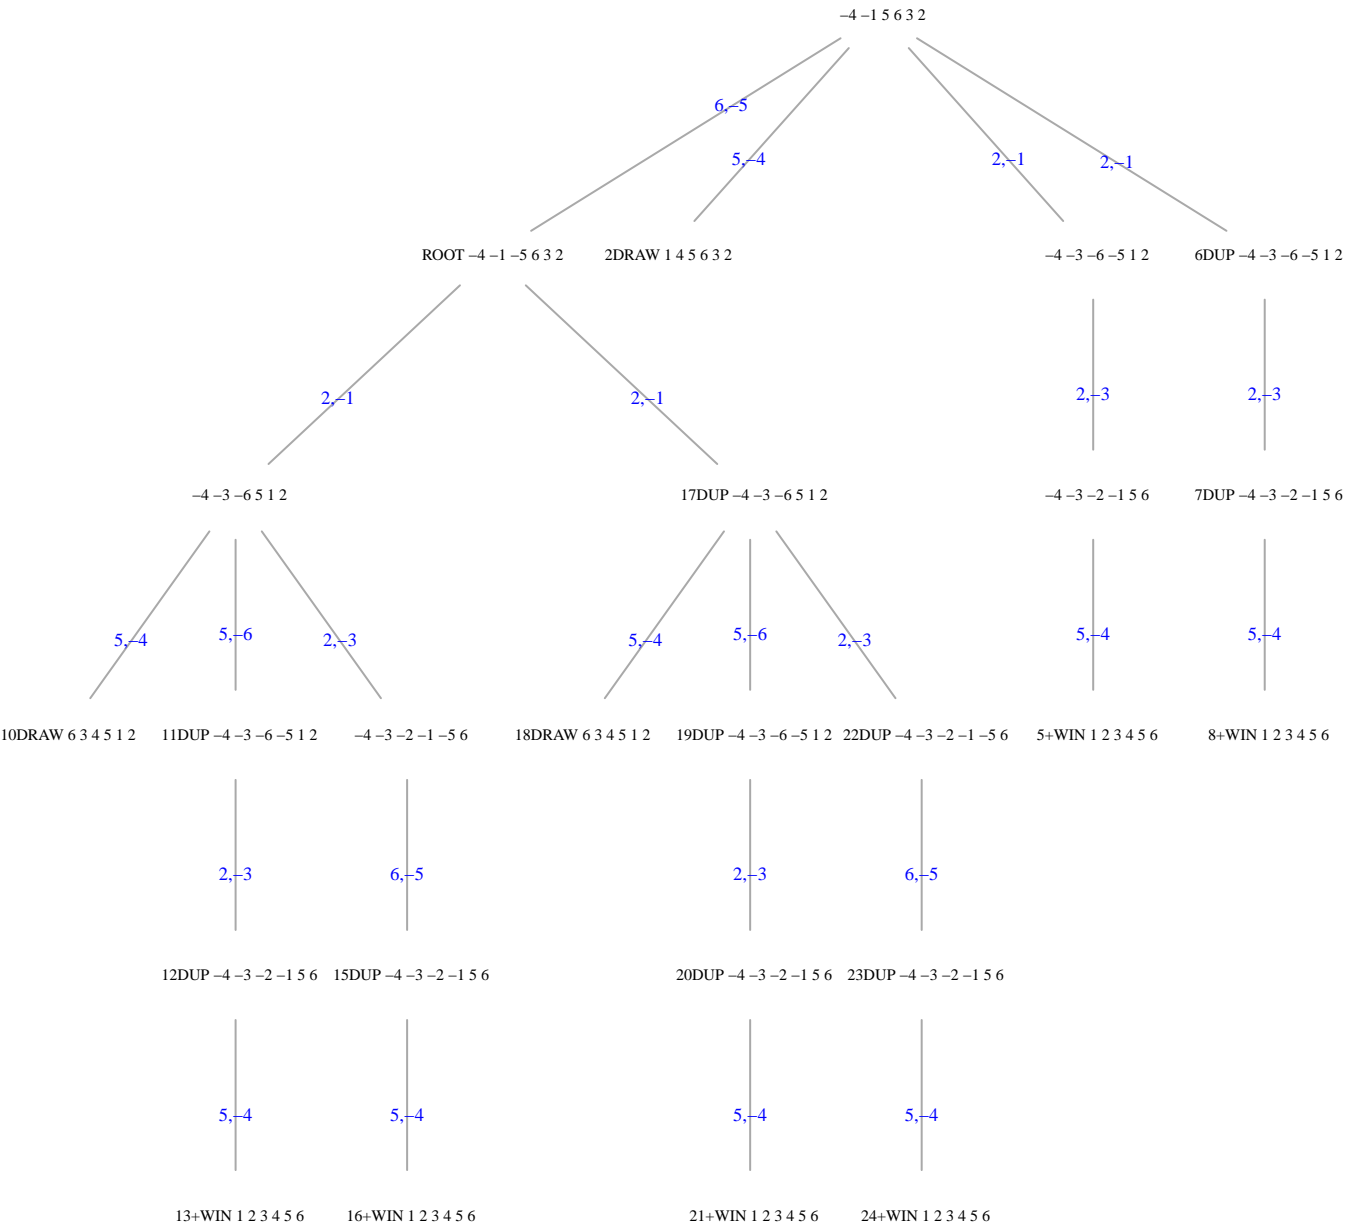 −4 −1 5 6 3 2
6,−5
5,−4
2,−1
2,−1
ROOT −4 −1 −5 6 3 2
2DRAW 1 4 5 6 3 2
−4 −3 −6 −5 1 2
6DUP −4 −3 −6 −5 1 2
2,−1
2,−1
2,−3
2,−3
−4 −3 −6 5 1 2
17DUP −4 −3 −6 5 1 2
−4 −3 −2 −1 5 6
7DUP −4 −3 −2 −1 5 6
5,−4
5,−6
2,−3
5,−4
5,−6
2,−3
5,−4
5,−4
10DRAW 6 3 4 5 1 2
11DUP −4 −3 −6 −5 1 2
−4 −3 −2 −1 −5 6
18DRAW 6 3 4 5 1 2
19DUP −4 −3 −6 −5 1 2
22DUP −4 −3 −2 −1 −5 6
5+WIN 1 2 3 4 5 6
8+WIN 1 2 3 4 5 6
2,−3
6,−5
2,−3
6,−5
12DUP −4 −3 −2 −1 5 6
15DUP −4 −3 −2 −1 5 6
20DUP −4 −3 −2 −1 5 6
23DUP −4 −3 −2 −1 5 6
5,−4
5,−4
5,−4
5,−4
13+WIN 1 2 3 4 5 6
16+WIN 1 2 3 4 5 6
21+WIN 1 2 3 4 5 6
24+WIN 1 2 3 4 5 6